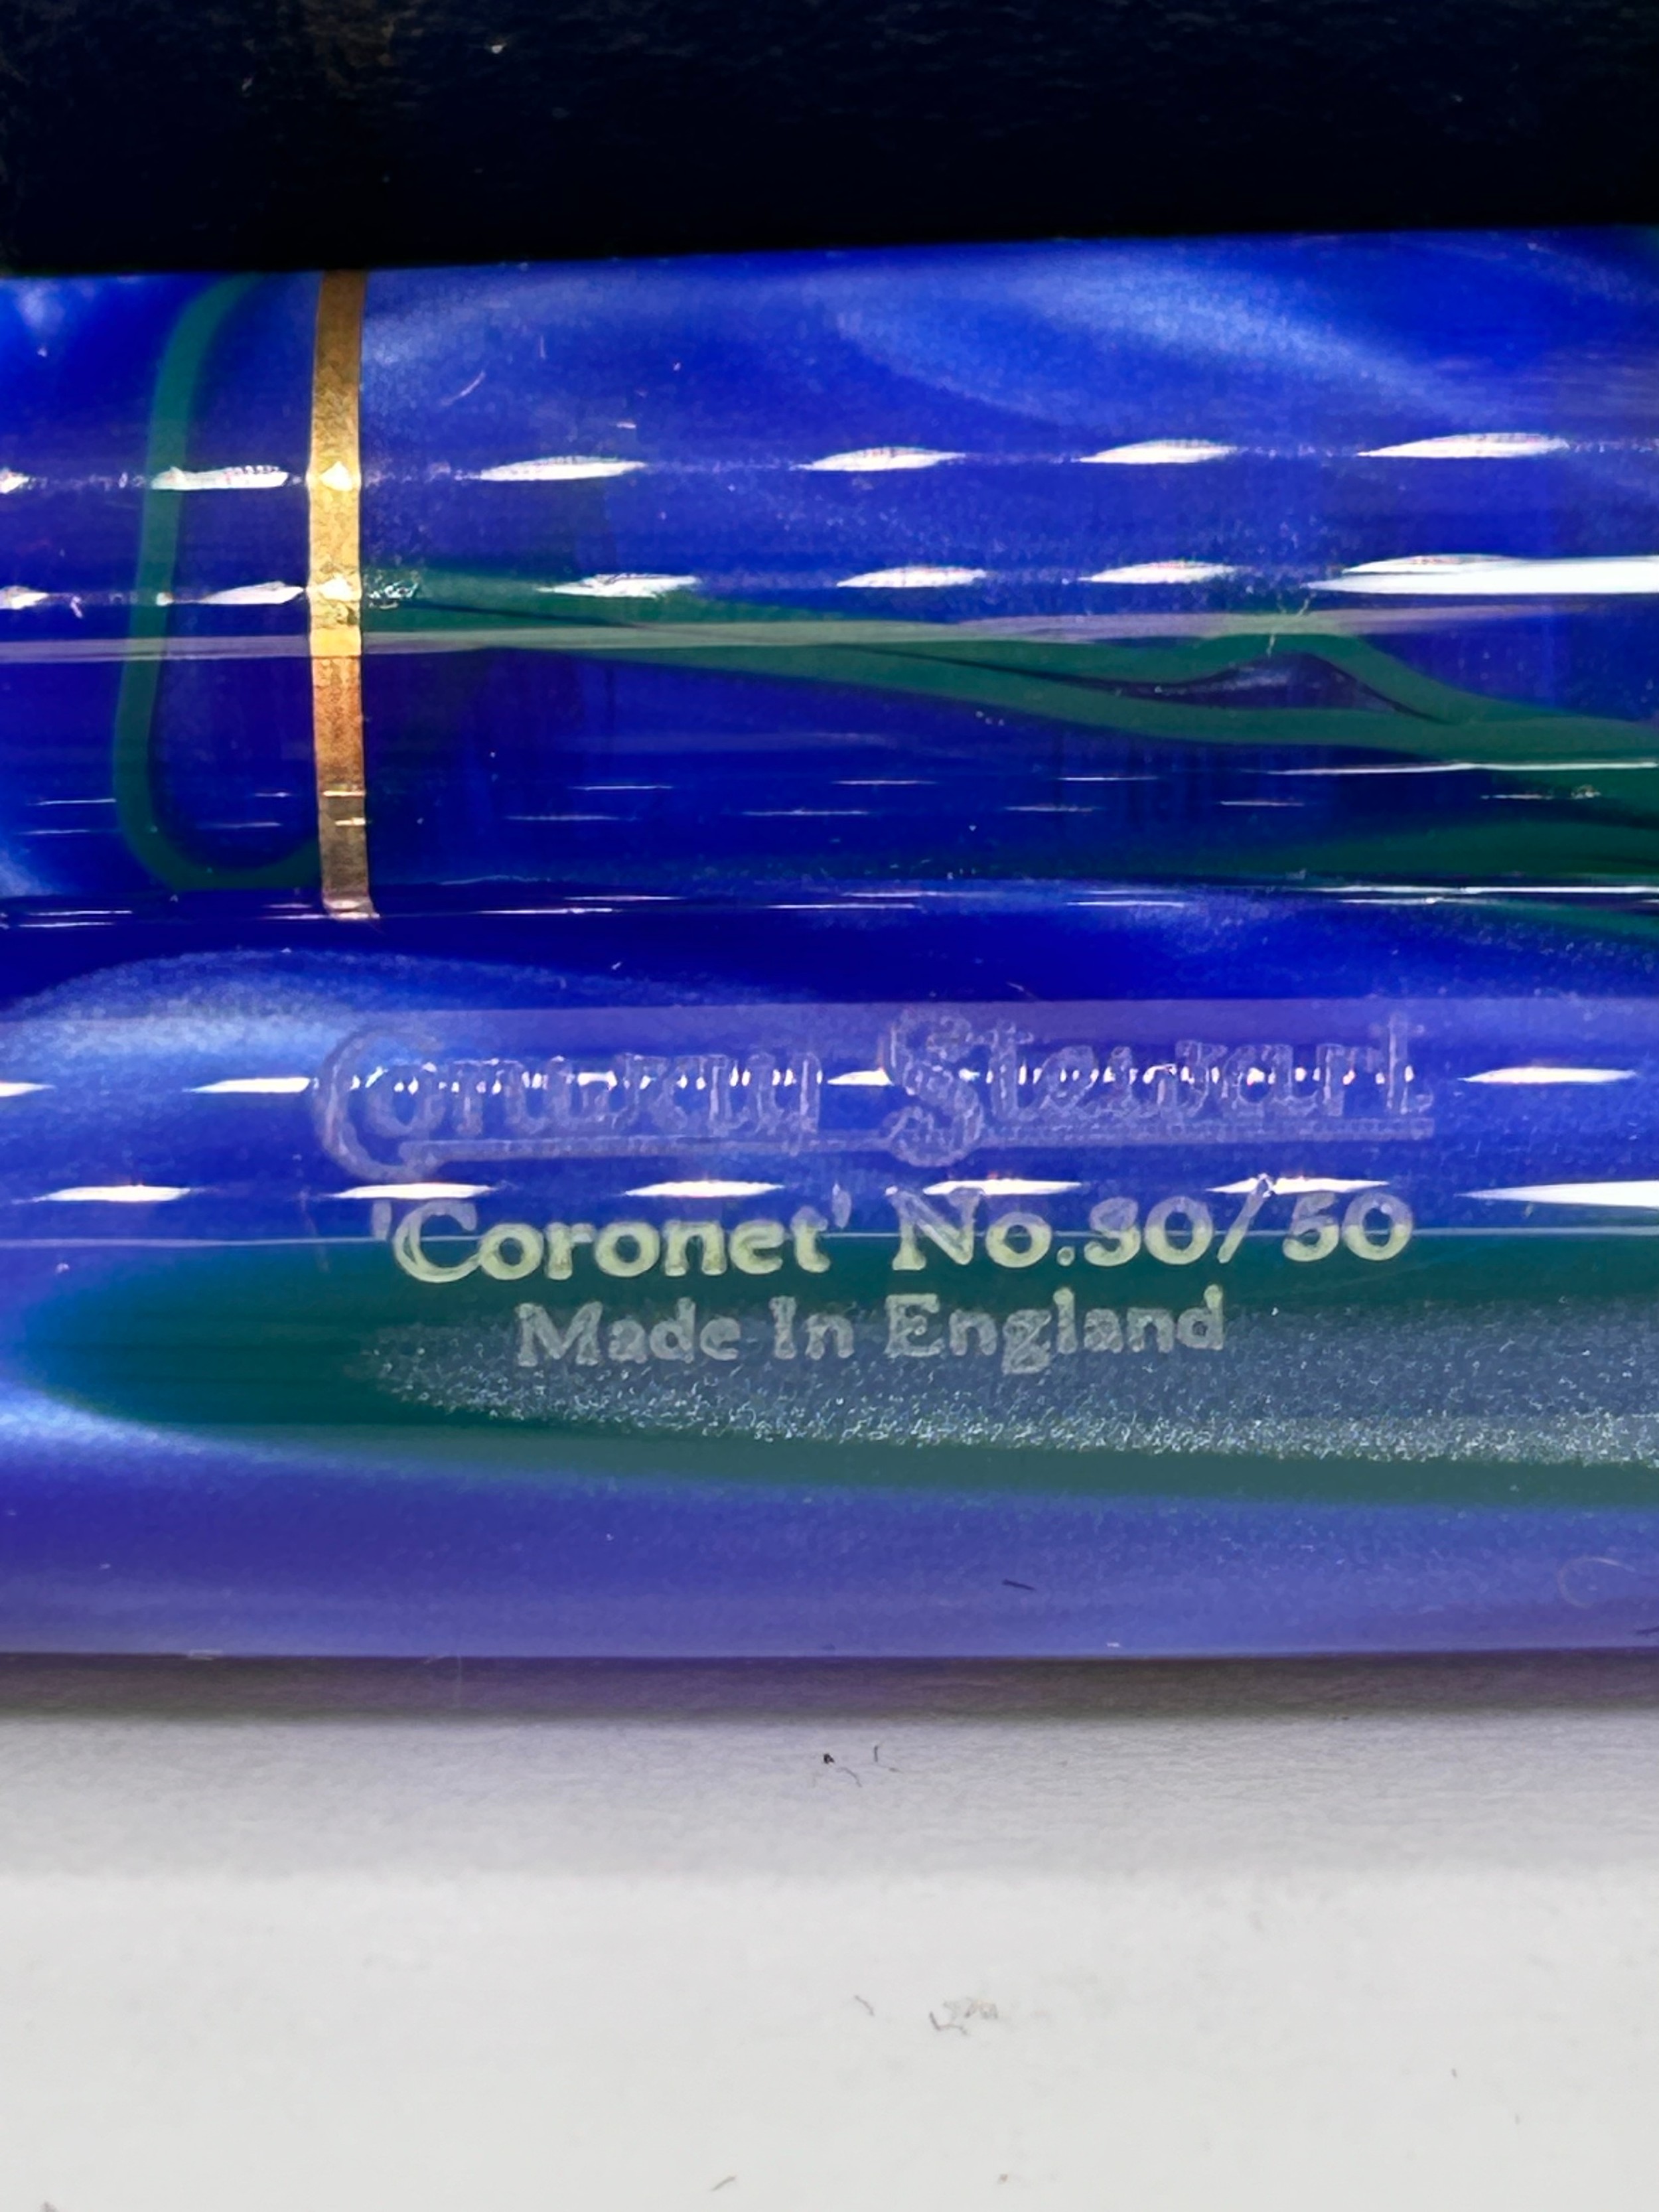 Conway Stewart
'Coronet' No.30/50
Made In England